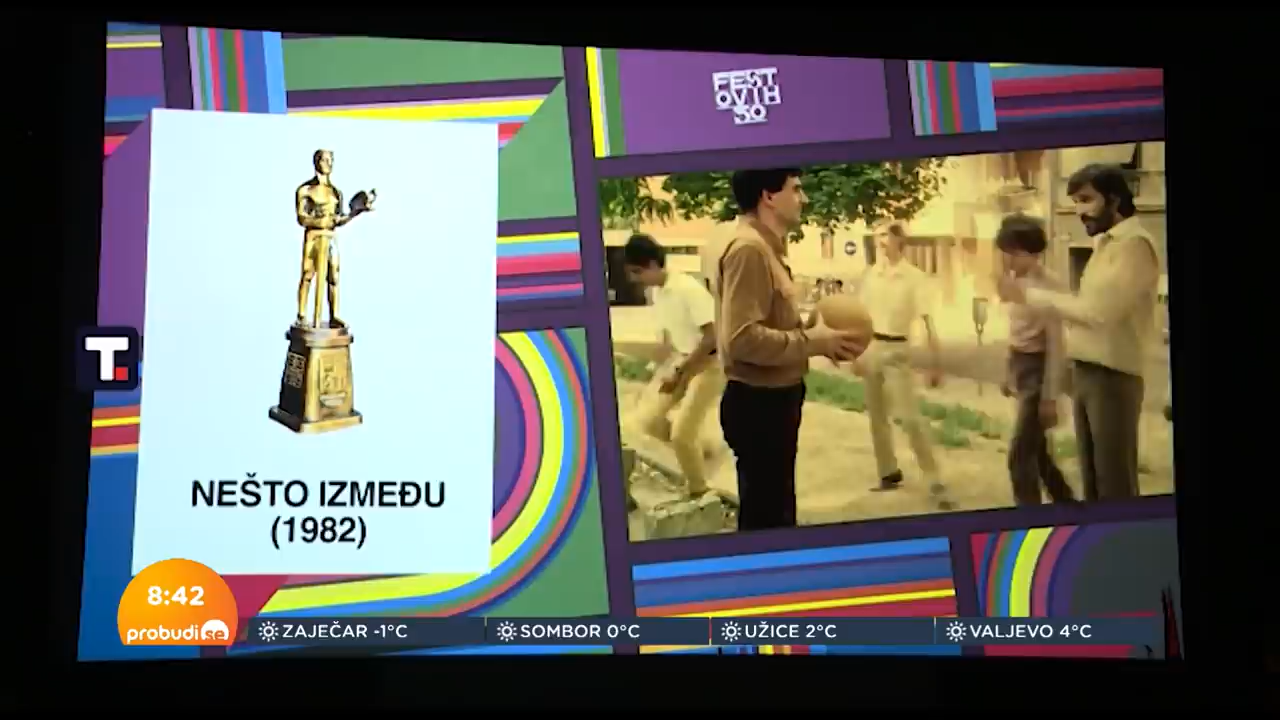 FEST
OVIH
50
T.
NEŠTO IZMEĐU
(1982)
8:42
probudi se
ZAJEČAR -1°C
SOMBOR 0°C
UŽICE 2°C
VALJEVO 4°C